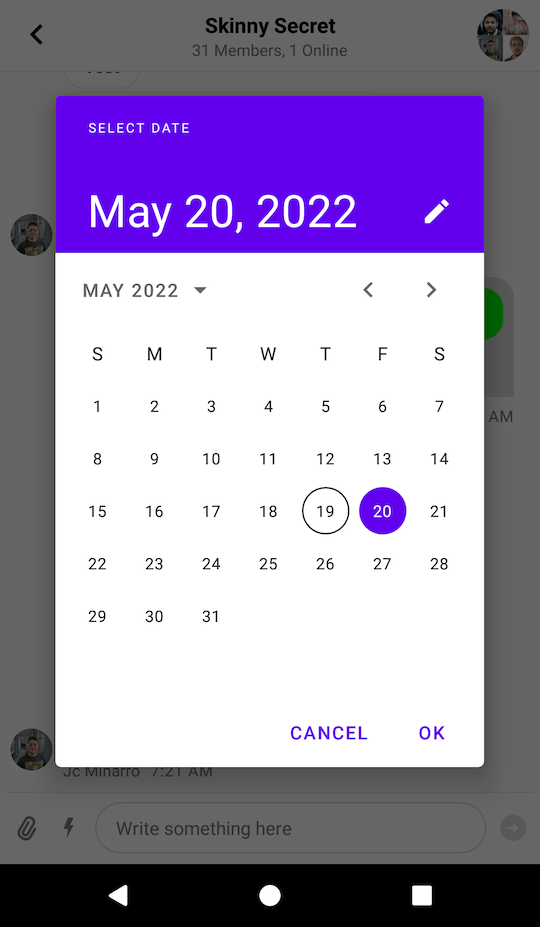 Skinny Secret
31 Members, 1 Online
SELECT DATE
May 20, 2022
MAY 2022
S M T W T F S
1 2 3 4 5 6 7
AM
8 9 10 11 12 13 14
15 16 17 18 19 20 21
22 23 24 25 26 27 28
29 30 31
CANCEL OK
Jc Minarro 7:21 AM
Write something here